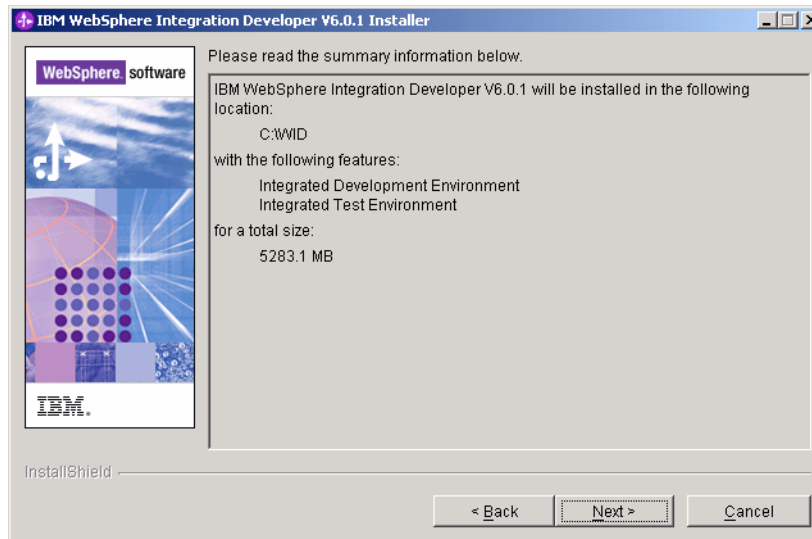 IBM WebSphere Integration Developer V6.0.1 Installer
WebSphere. software
Please read the summary information below.
IBM WebSphere Integration Developer V6.0.1 will be installed in the following
location:
C:\WID
with the following features:
Integrated Development Environment
Integrated Test Environment
for a total size:
5283.1 MB
IBM.
InstallShield
< Back
Next >
Cancel